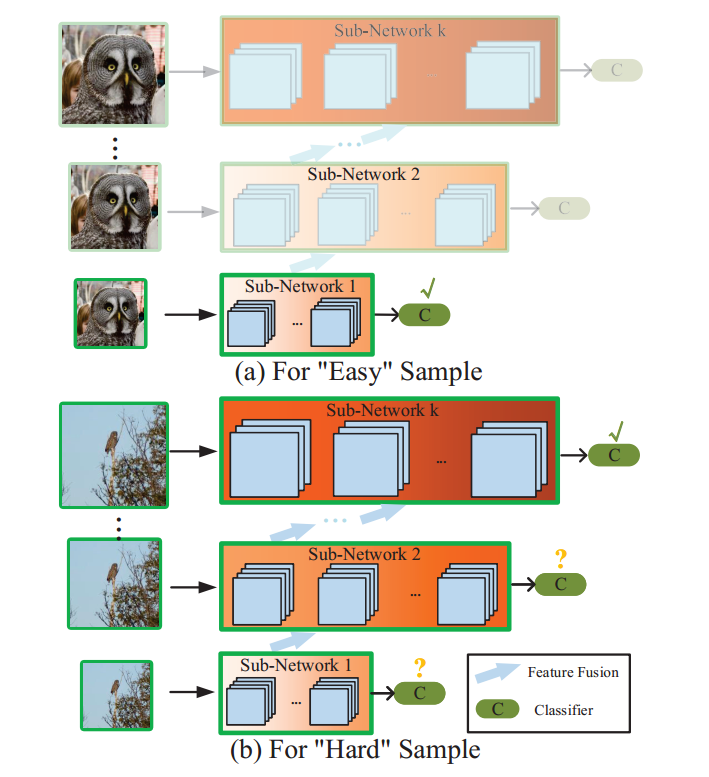 Sub-Network k
...
C
...
Sub-Network 2
...
C
Sub-Network 1
...
C
(a) For "Easy" Sample
Sub-Network k
...
C
...
Sub-Network 2
...
?
C
Sub-Network 1
...
?
C
Feature Fusion
C
Classifier
(b) For "Hard" Sample